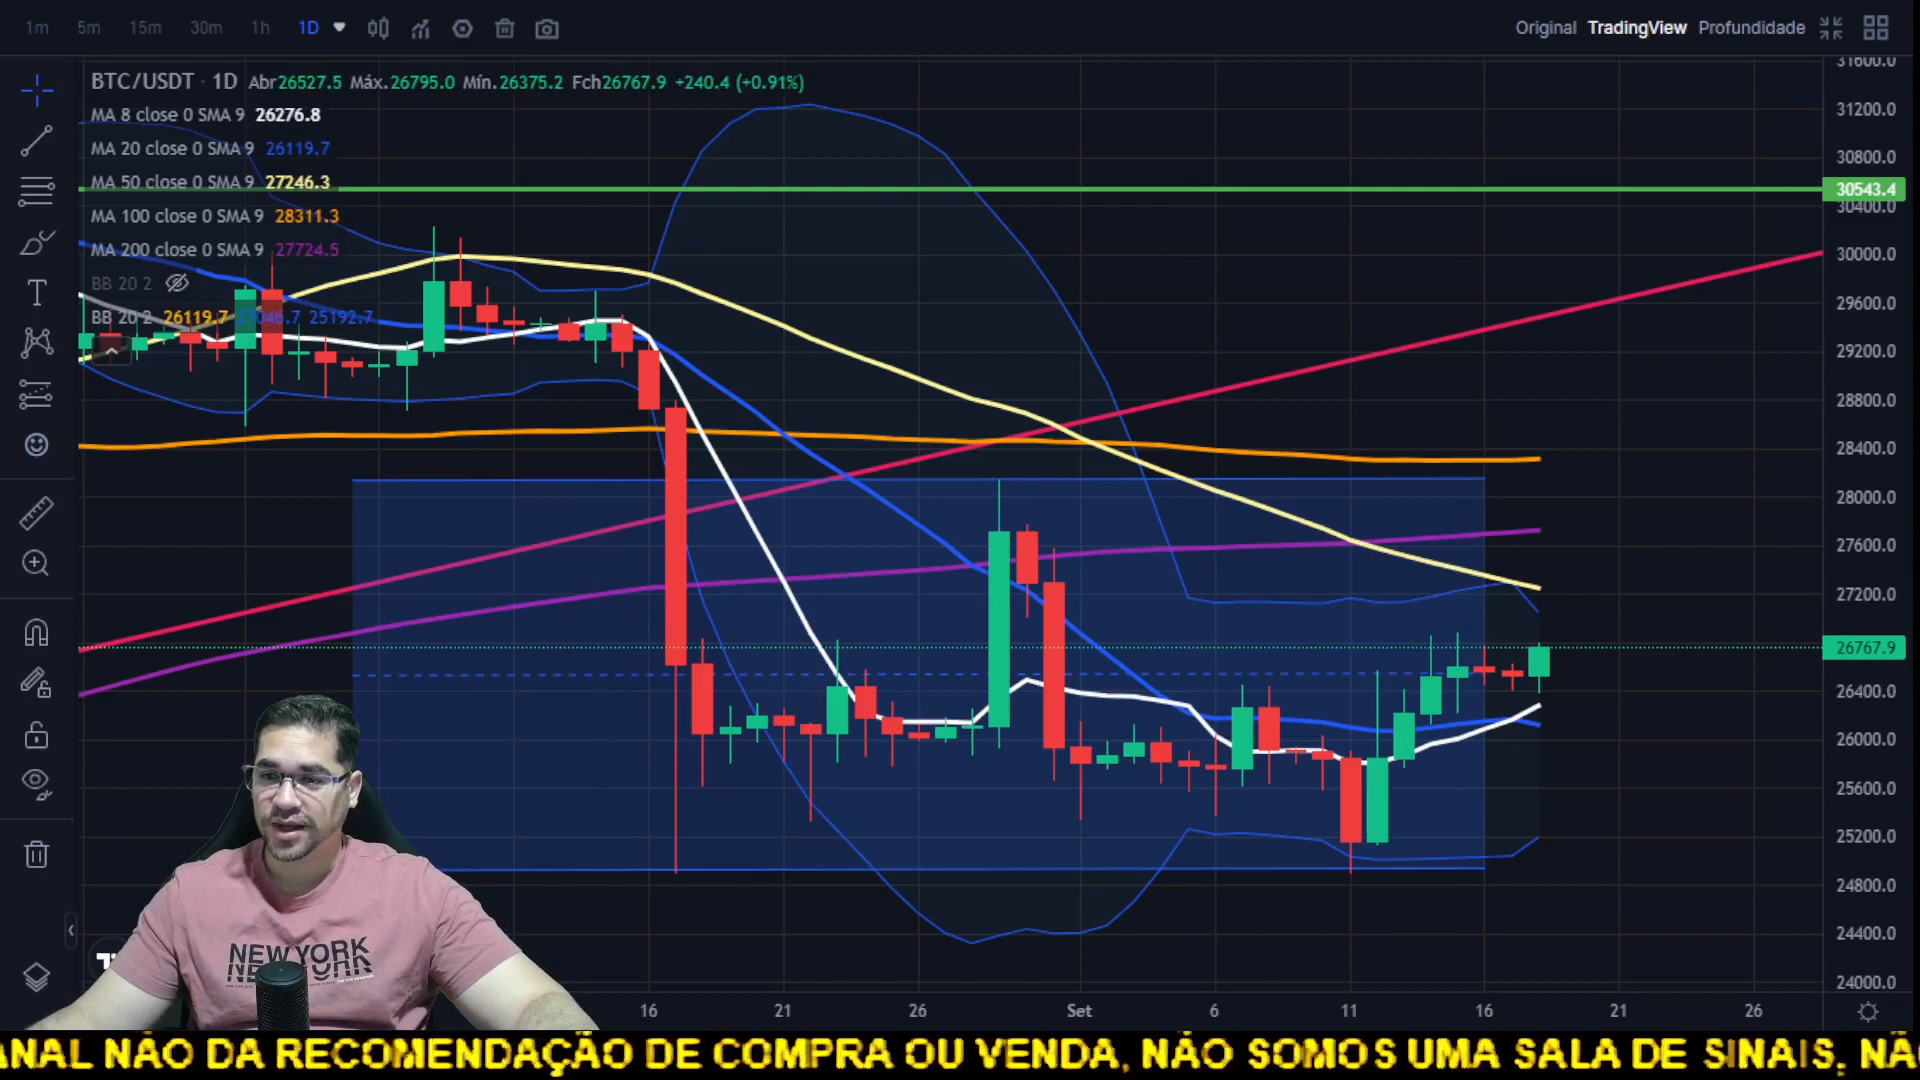 1m 5m 15m 30m 1h 1D Original TradingView Profundidade
BTC/USDT · 1D Abr26527.5 Máx.26795.0 Mín.26375.2 Fch26767.9 +240.4 (+0.91%)
MA 8 close 0 SMA 9 26276.8
MA 20 close 0 SMA 9 26119.7
MA 50 close 0 SMA 9 27246.3
MA 100 close 0 SMA 9 28311.3
MA 200 close 0 SMA 9 27724.5
BB 20 2
BB 20 2 26119.7 27046.7 25192.7
31600.0
31200.0
30800.0
30543.4
30400.0
30000.0
29600.0
29200.0
28800.0
28400.0
28000.0
27600.0
27200.0
26767.9
26400.0
26000.0
25600.0
25200.0
24800.0
24400.0
24000.0
NEW YORK
NEW YORK
16 21 26 Set 6 11 16 21 26
ANAL NÃO DA RECOMENDAÇÃO DE COMPRA OU VENDA, NÃO SOMOS UMA SALA DE SINAIS, NÃ